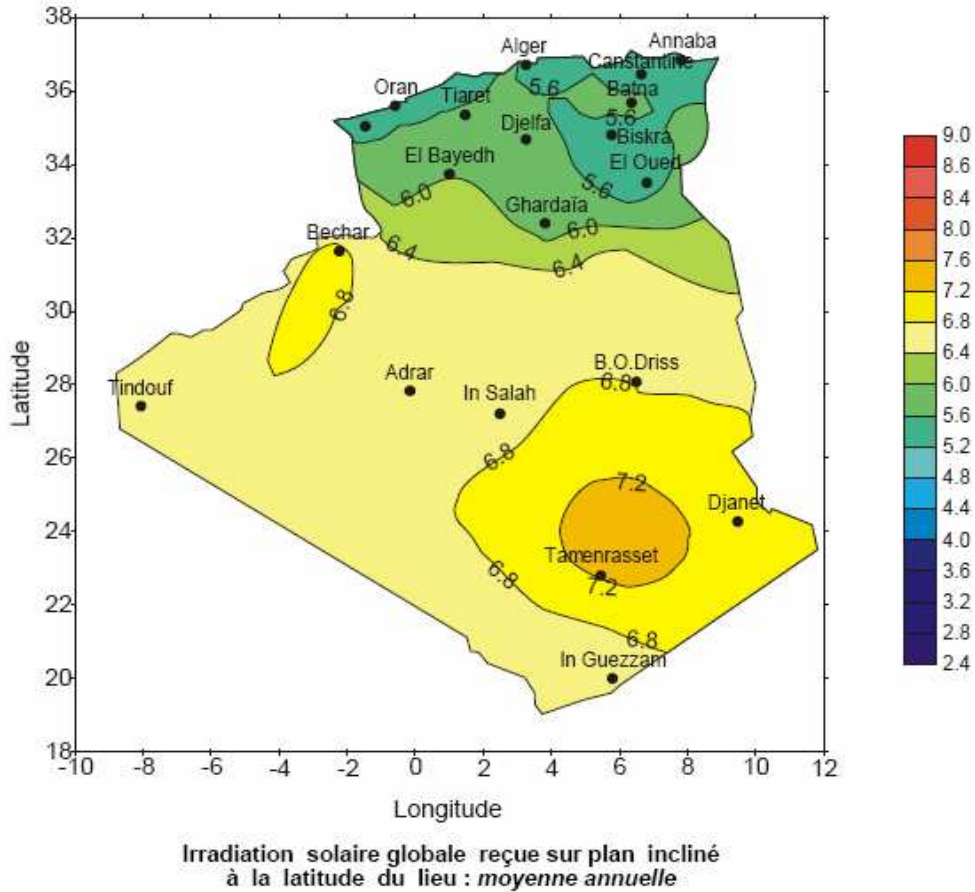 38
36
34
32
30
28
26
24
22
20
18
Latitude
-10 -8 -6 -4 -2 0 2 4 6 8 10 12
Longitude
Annaba
Alger
Canstantine
Oran
5.6
Batna
Tiaret
5.6
Djelfa
Biskra
El Bayedh
El Oued
5.6
6.0
Ghardaïa
6.0
Bechar
6.4
6.4
6.8
B.O.Driss
6.8
Tindouf
Adrar
In Salah
6.8
7.2
Djanet
Tamenrasset
7.2
6.8
6.8
In Guezzam
9.0
8.6
8.4
8.0
7.6
7.2
6.8
6.4
6.0
5.6
5.2
4.8
4.4
4.0
3.6
3.2
2.8
2.4
Irradiation solaire globale reçue sur plan incliné
à la latitude du lieu : moyenne annuelle